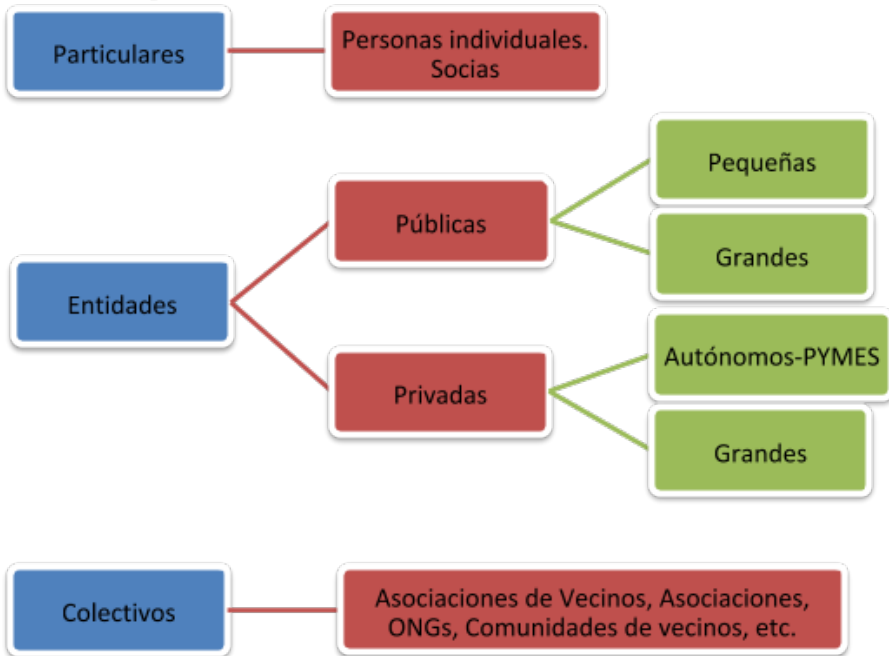 Particulares
Personas individuales.
Socias
Entidades
Públicas
Pequeñas
Grandes
Privadas
Autónomos-PYMES
Grandes
Colectivos
Asociaciones de Vecinos, Asociaciones,
ONGs, Comunidades de vecinos, etc.